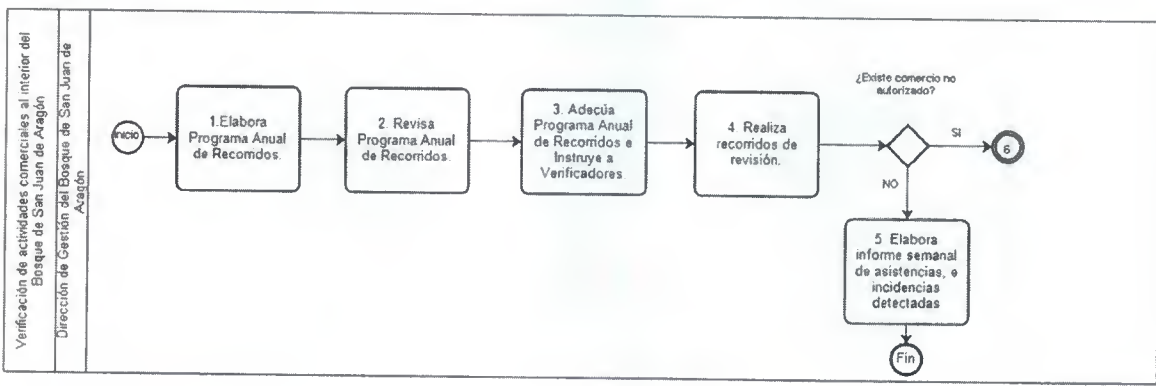 Verificación de actividades comerciales al interior del
Bosque de San Juan de Aragón
Dirección de Gestión del Bosque de San Juan de
Aragón
Inicio
1.Elabora
Programa Anual
de Recorridos.
2. Revisa
Programa Anual
de Recorridos.
3. Adecúa
Programa Anual
de Recorridos e
Instruye a
Verificadores
4. Realiza
recorridos de
revisión.
¿Existe comercio no
autorizado?
SI
6
NO
5. Elabora
informe semanal
de asistencias, e
incidencias
detectadas
Fin